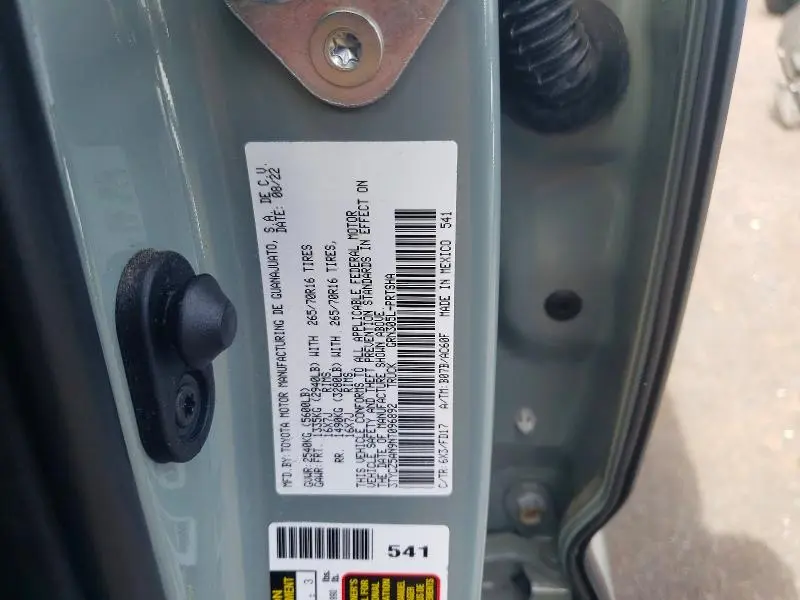 MFD.BY: TOYOTA MOTOR MANUFACTURING DE GUANAJUATO, S.A. DE C.V.
DATE: 08/22
GVWR: 2540KG (5600LB)
GAWR: FRT. 1335KG (2940LB) WITH 265/70R16 TIRES
16X7J RIMS,
RR. 1490KG (3280LB) WITH 265/70R16 TIRES,
16X7J RIMS.
THIS VEHICLE CONFORMS TO ALL APPLICABLE FEDERAL MOTOR
VEHICLE SAFETY AND THEFT PREVENTION STANDARDS IN EFFECT ON
THE DATE OF MANUFACTURE SHOWN ABOVE.
3TYCZ5AN9NT096892 TRUCK GRN305L-PRTSHA
C/TR: 6X3/FD17 A/TM: B07B/AC60F MADE IN MEXICO 541
541